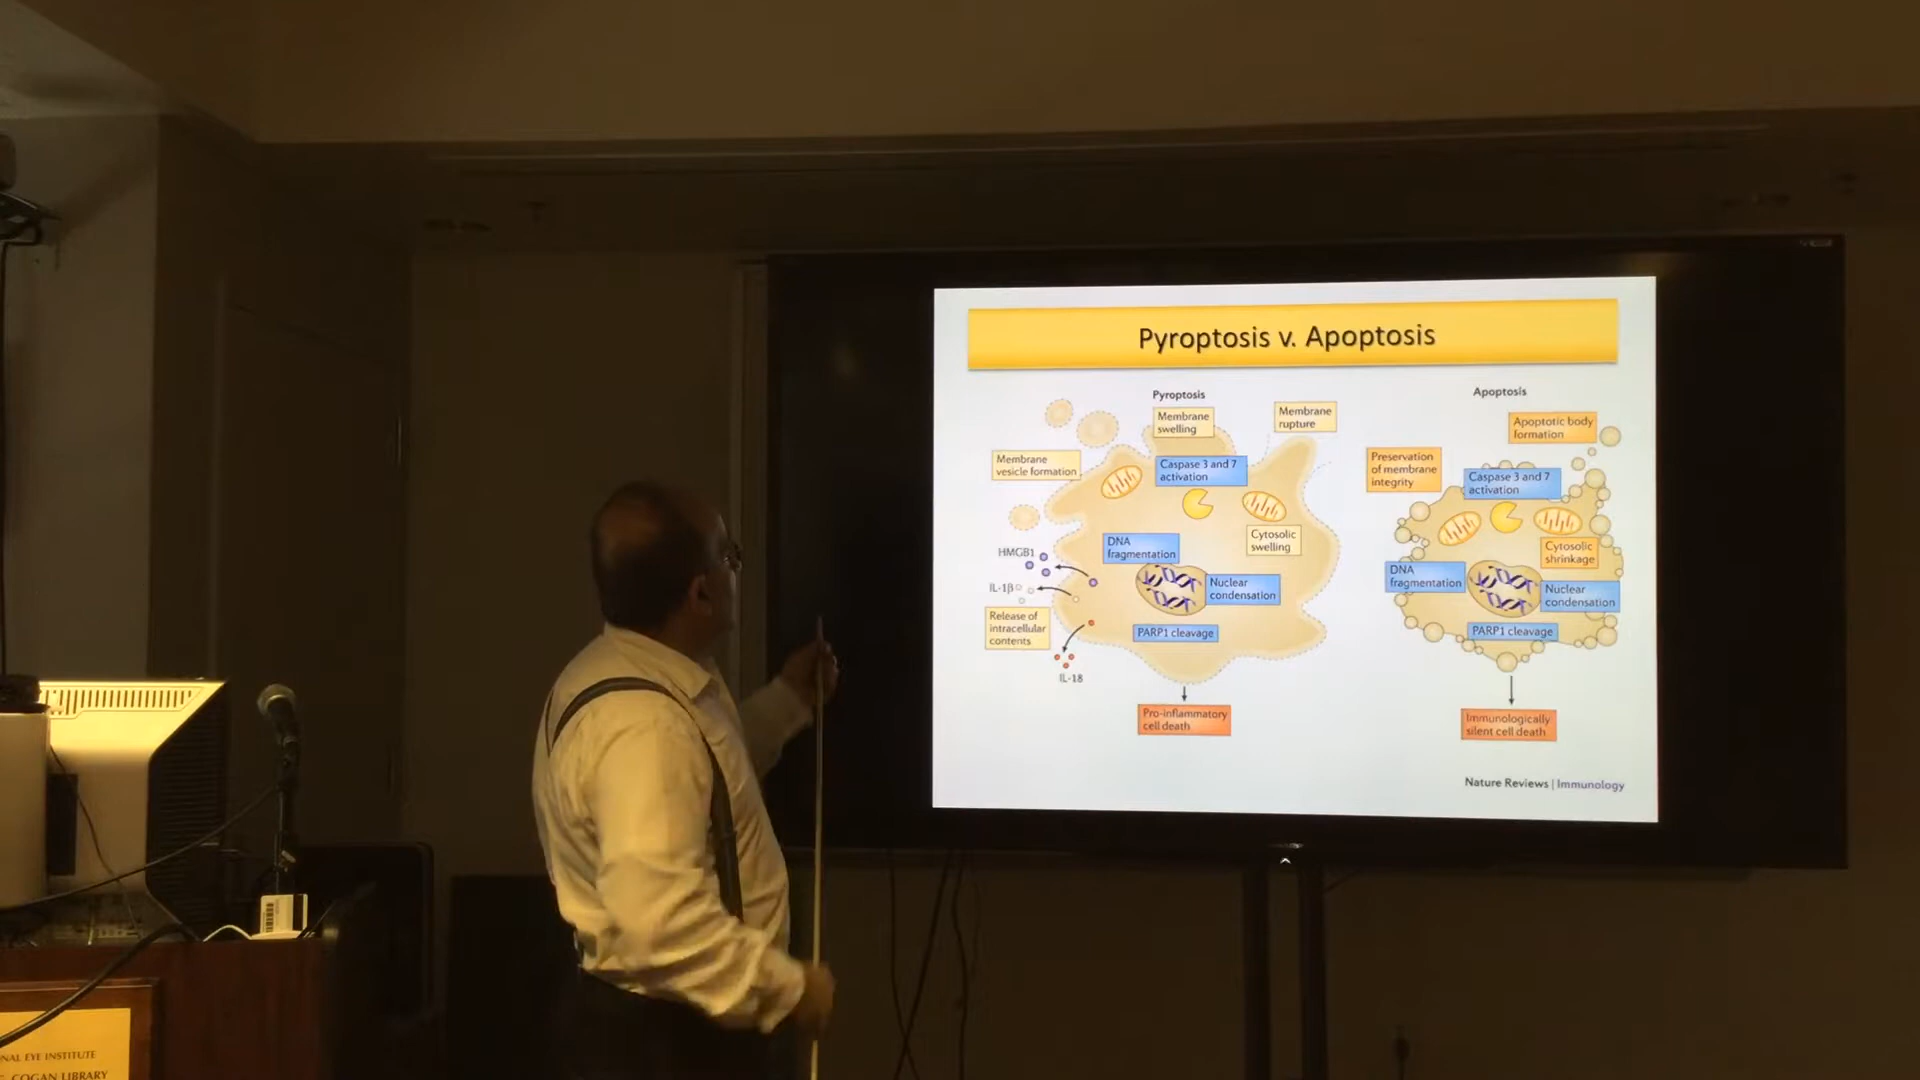 Pyroptosis v. Apoptosis
Pyroptosis
Membrane
swelling
Membrane
rupture
Membrane
vesicle formation
Caspase 3 and 7
activation
Cytosolic
swelling
DNA
fragmentation
HMGB1
IL-1β
Nuclear
condensation
Release of
intracellular
contents
PARP1 cleavage
IL-18
Pro-inflammatory
cell death
Apoptosis
Apoptotic body
formation
Preservation
of membrane
integrity
Caspase 3 and 7
activation
Cytosolic
shrinkage
DNA
fragmentation
Nuclear
condensation
PARP1 cleavage
Immunologically
silent cell death
Nature Reviews | Immunology
NAL EYE INSTITUTE
COGAN LIBRARY